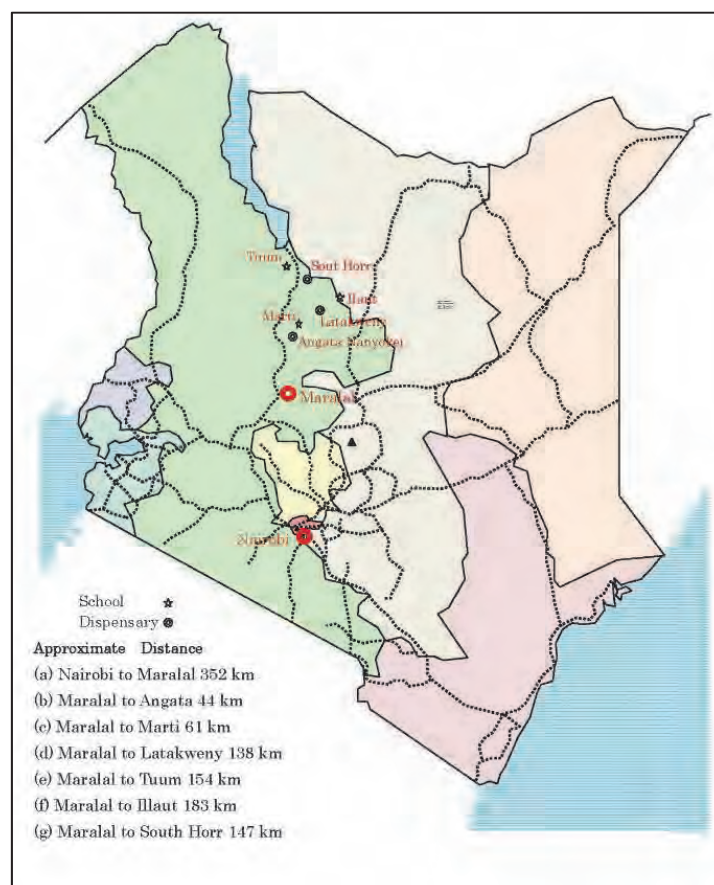 Tuum
Sout Horr
Illaut
Latakweny
Marti
Angata Nanyokei
Maralal
Nairobi
School
Dispensary
Approximate Distance
(a) Nairobi to Maralal 352 km
(b) Maralal to Angata 44 km
(c) Maralal to Marti 61 km
(d) Maralal to Latakweny 138 km
(e) Maralal to Tuum 154 km
(f) Maralal to Illaut 183 km
(g) Maralal to South Horr 147 km